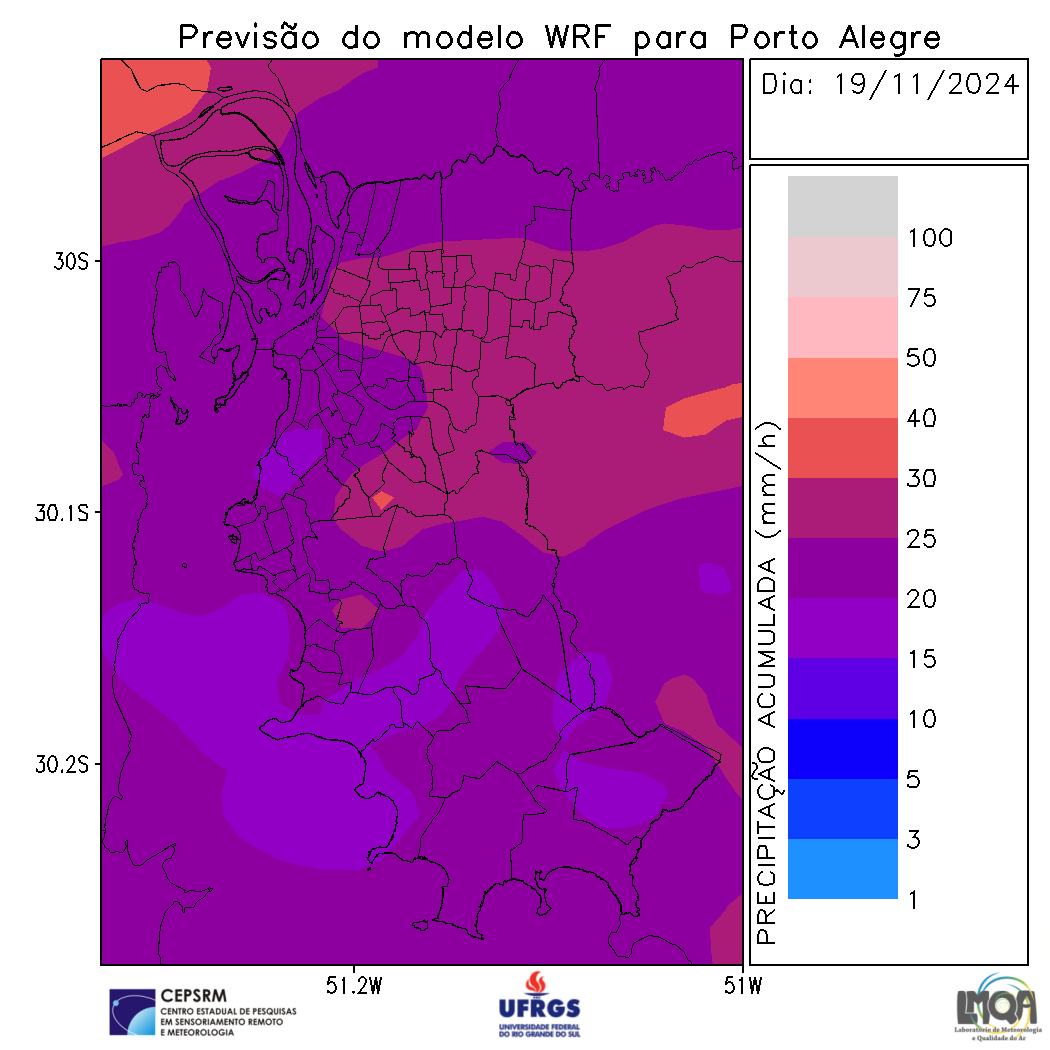 Previsão do modelo WRF para Porto Alegre
Dia: 19/11/2024
30S
30.1S
30.2S
51.2W
51W
PRECIPITAÇÃO ACUMULADA (mm/h)
100
75
50
40
30
25
20
15
10
5
3
1
CEPSRM
CENTRO ESTADUAL DE PESQUISAS
EM SENSORIAMENTO REMOTO
E METEOROLOGIA
UFRGS
UNIVERSIDADE FEDERAL
DO RIO GRANDE DO SUL
LMQA
Laboratório de Meteorologia
e Qualidade do Ar